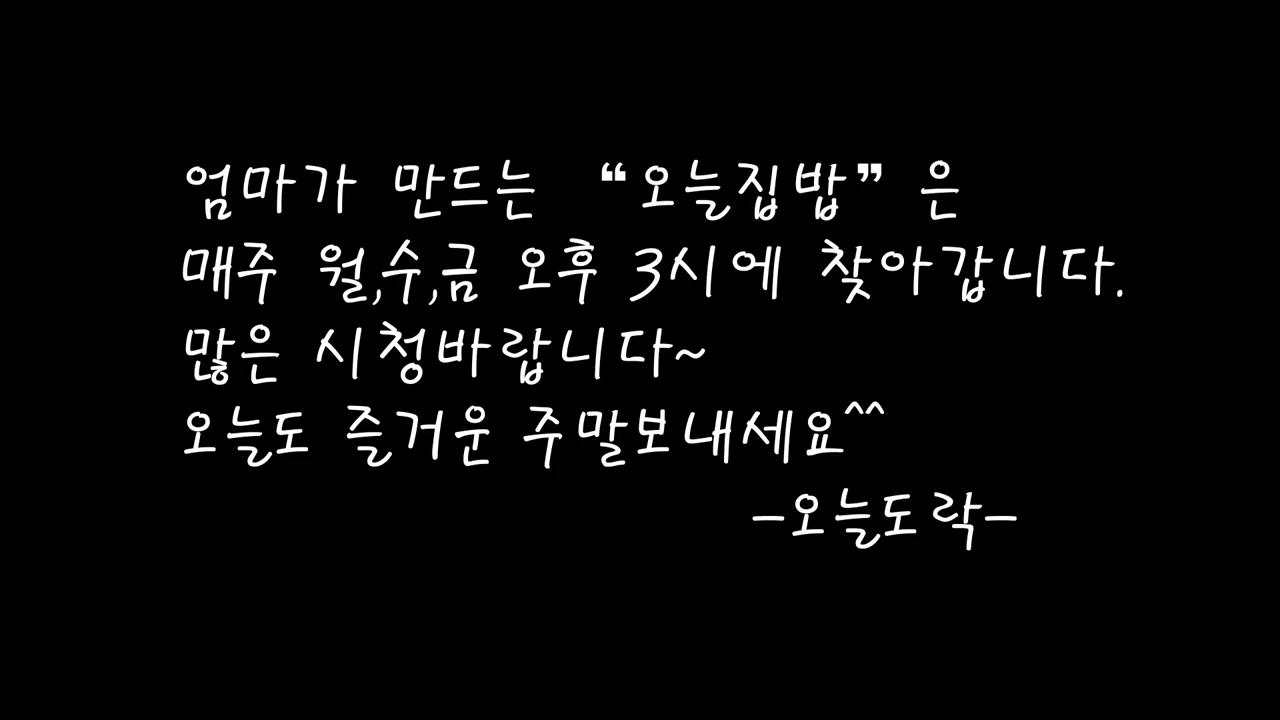 엄마가 만드는 “오늘집밥” 은
매주 월,수,금 오후 3시에 찾아갑니다.
많은 시청바랍니다~
오늘도 즐거운 주말보내세요^^
-오늘도락-